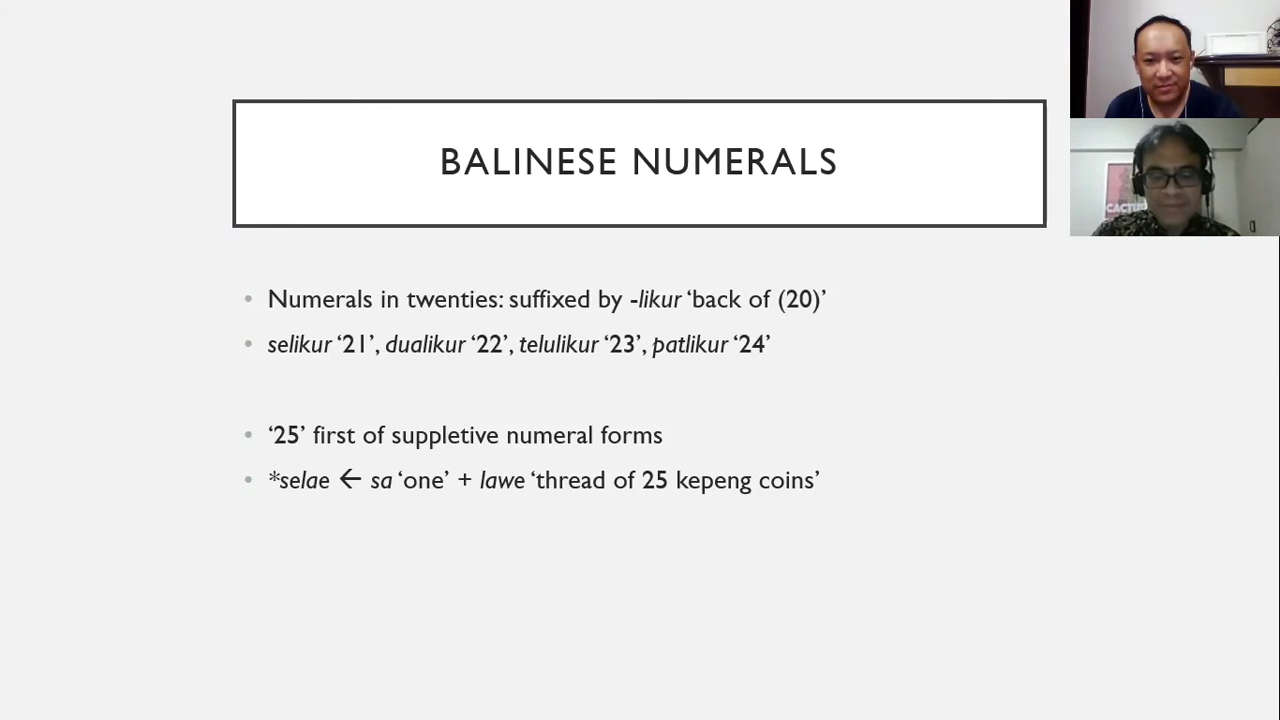 BALINESE NUMERALS
• Numerals in twenties: suffixed by -likur ‘back of (20)’
• selikur ‘21’, dualikur ‘22’, telulikur ‘23’, patlikur ‘24’
• ‘25’ first of suppletive numeral forms
• *selae ← sa ‘one’ + lawe ‘thread of 25 kepeng coins’
CACTUS